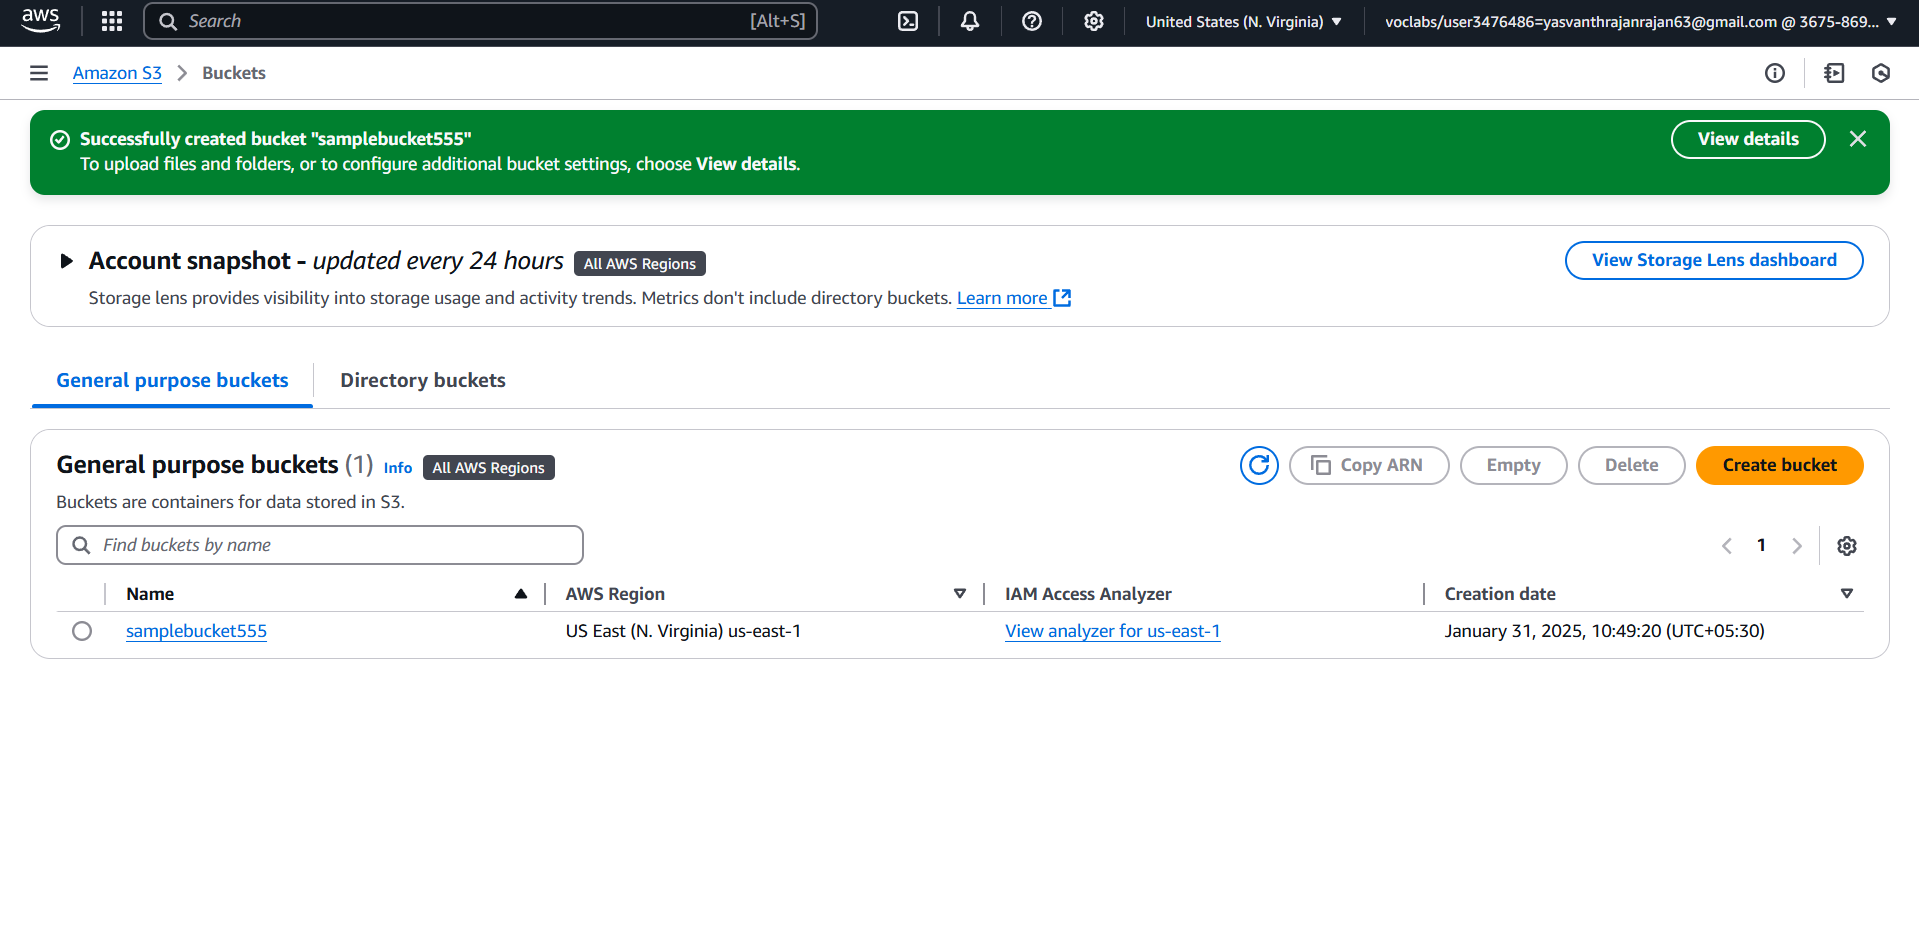 aws
Search [Alt+S]
United States (N. Virginia)
voclabs/user3476486=yasvanthrajanrajan63@gmail.com @ 3675-869...
Amazon S3 > Buckets
Successfully created bucket "samplebucket555"
To upload files and folders, or to configure additional bucket settings, choose View details.
View details
Account snapshot - updated every 24 hours All AWS Regions
Storage lens provides visibility into storage usage and activity trends. Metrics don't include directory buckets. Learn more
View Storage Lens dashboard
General purpose buckets
Directory buckets
General purpose buckets (1) Info All AWS Regions
Copy ARN
Empty
Delete
Create bucket
Buckets are containers for data stored in S3.
Find buckets by name
1
Name AWS Region IAM Access Analyzer Creation date
samplebucket555 US East (N. Virginia) us-east-1 View analyzer for us-east-1 January 31, 2025, 10:49:20 (UTC+05:30)